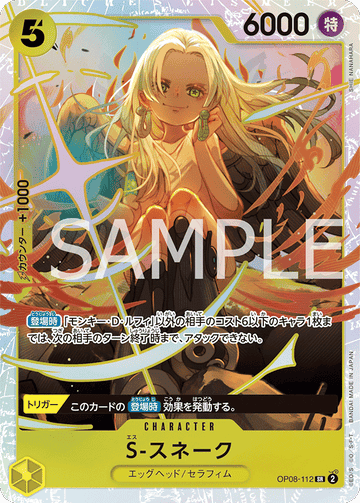 5
6000
特
カウンター +1000
SAMPLE
登場時 「モンキー・D・ルフィ」以外の相手のコスト6以下のキャラ1枚ま
では、次の相手のターン終了時まで、アタックできない。
トリガー このカードの 登場時 効果を発動する。
CHARACTER
エス
S-スネーク
エッグヘッド/セラフィム
OP08-112 SR 2